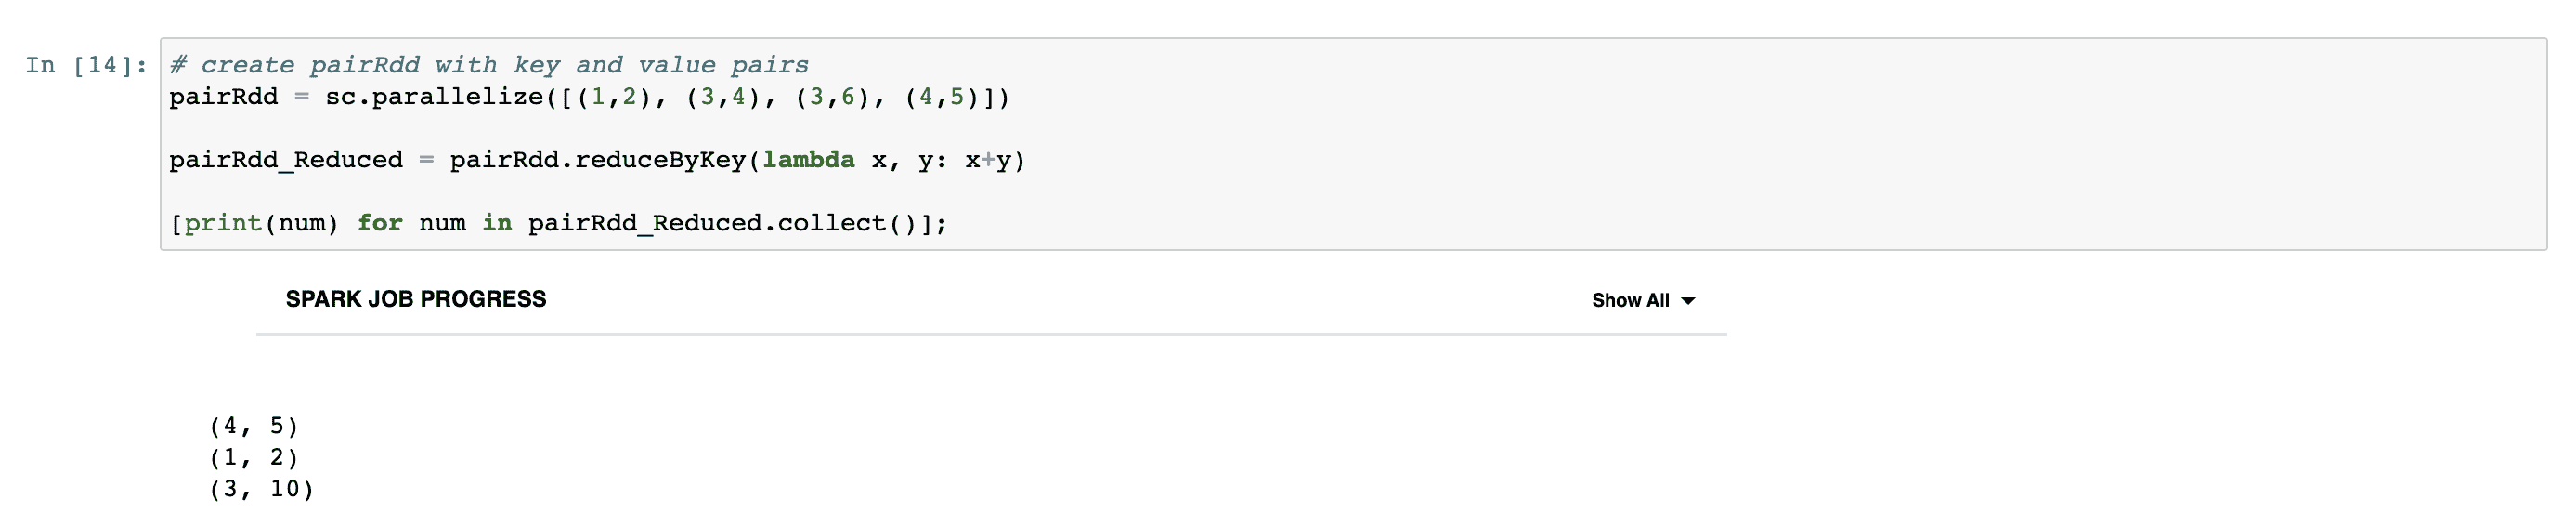 In [14]: # create pairRdd with key and value pairs
pairRdd = sc.parallelize([(1,2), (3,4), (3,6), (4,5)])
pairRdd_Reduced = pairRdd.reduceByKey(lambda x, y: x+y)
[print(num) for num in pairRdd_Reduced.collect()];
SPARK JOB PROGRESS Show All
(4, 5)
(1, 2)
(3, 10)